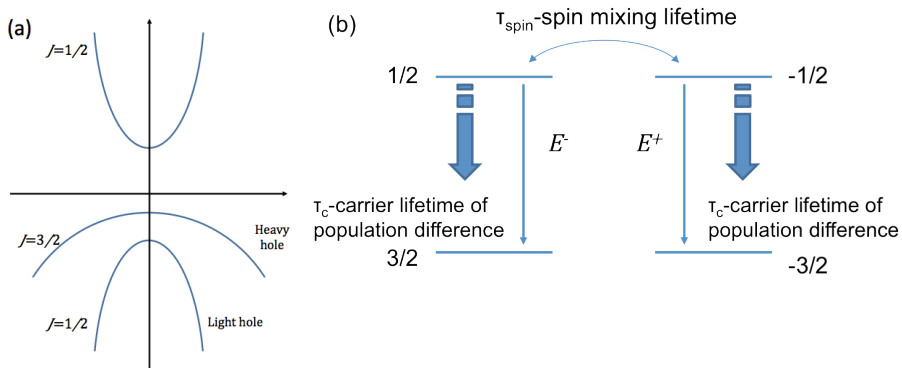 (a)
J=1/2
J=3/2
Heavy
hole
J=1/2
Light hole
(b)
τspin-spin mixing lifetime
1/2
-1/2
E-
E+
τc-carrier lifetime of
population difference
τc-carrier lifetime of
population difference
3/2
-3/2